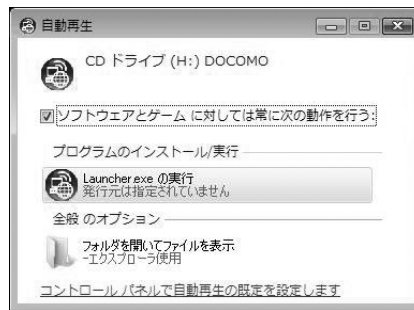 自動再生
CD ドライブ (H:) DOCOMO
ソフトウェアとゲーム に対しては常に次の動作を行う:
プログラムのインストール/実行
Launcher.exe の実行
発行元は指定されていません
全般 のオプション
フォルダを開いてファイルを表示
-エクスプローラ使用
コントロール パネルで自動再生の既定を設定します